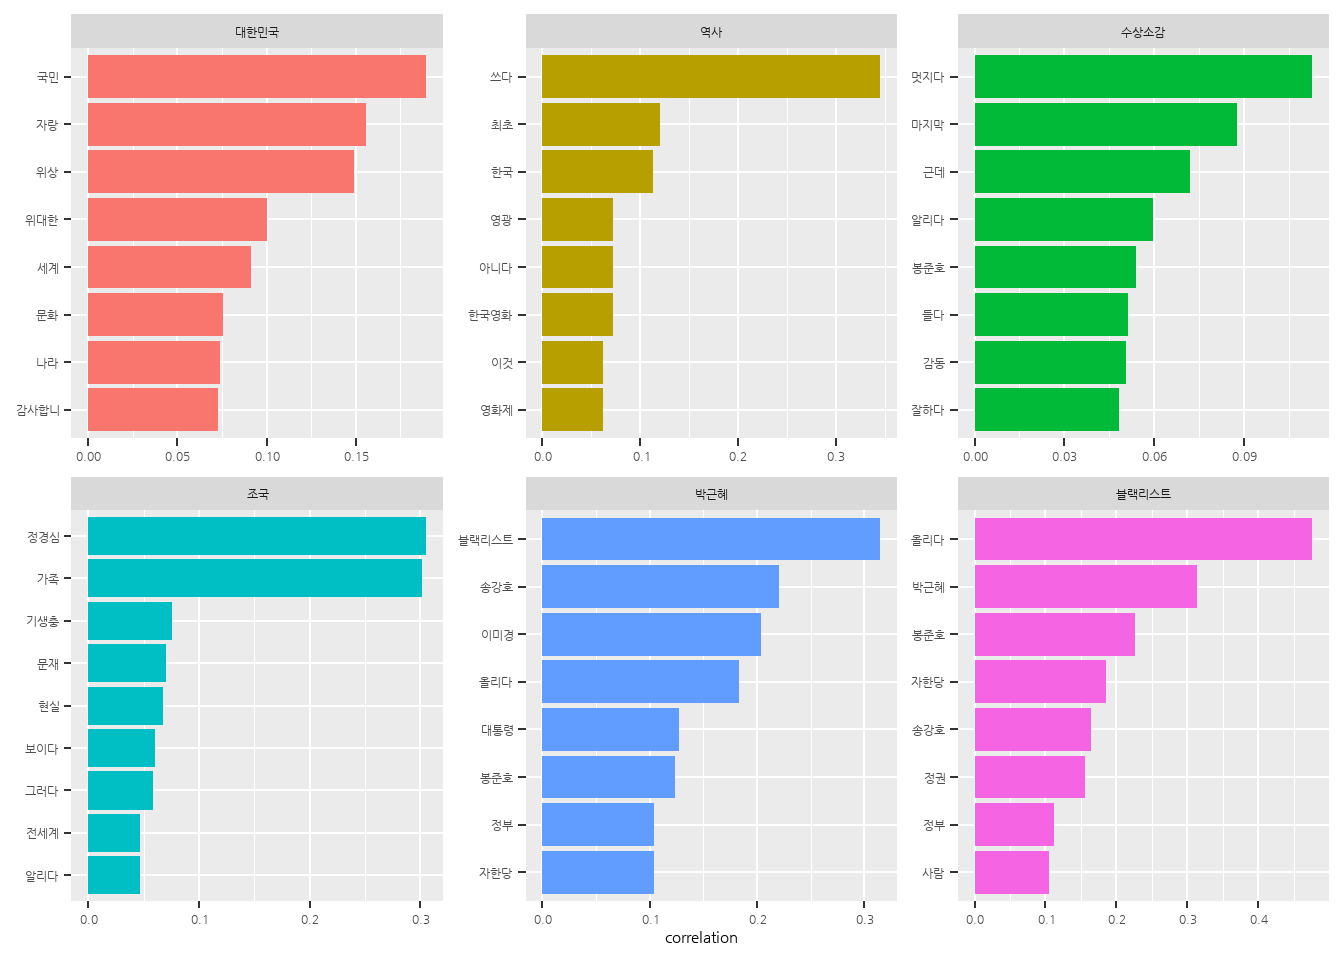 대한민국
국민
자랑
위상
위대한
세계
문화
나라
감사합니
0.00 0.05 0.10 0.15
역사
쓰다
최초
한국
영광
아니다
한국영화
이것
영화제
0.0 0.1 0.2 0.3
수상소감
멋지다
마지막
근데
알리다
봉준호
들다
감동
잘하다
0.00 0.03 0.06 0.09
조국
정경심
가족
기생충
문재
현실
보이다
그러다
전세계
알리다
0.0 0.1 0.2 0.3
박근혜
블랙리스트
송강호
이미경
올리다
대통령
봉준호
정부
자한당
0.0 0.1 0.2 0.3
블랙리스트
올리다
박근혜
봉준호
자한당
송강호
정권
정부
사람
0.0 0.1 0.2 0.3 0.4
correlation